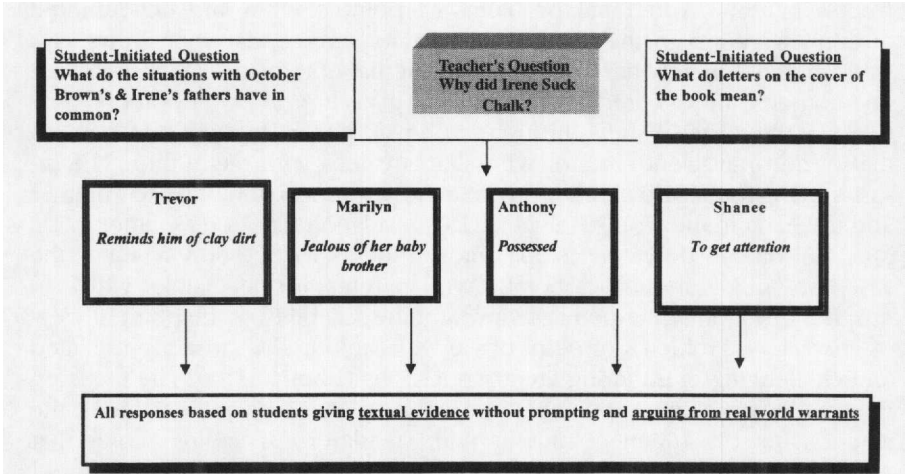 Student-Initiated Question
What do the situations with October
Brown's & Irene's fathers have in
common?
Teacher's Question
Why did Irene Suck
Chalk?
Student-Initiated Question
What do letters on the cover of
the book mean?
Trevor
Reminds him of clay dirt
Marilyn
Jealous of her baby
brother
Anthony
Possessed
Shanee
To get attention
All responses based on students giving textual evidence without prompting and arguing from real world warrants